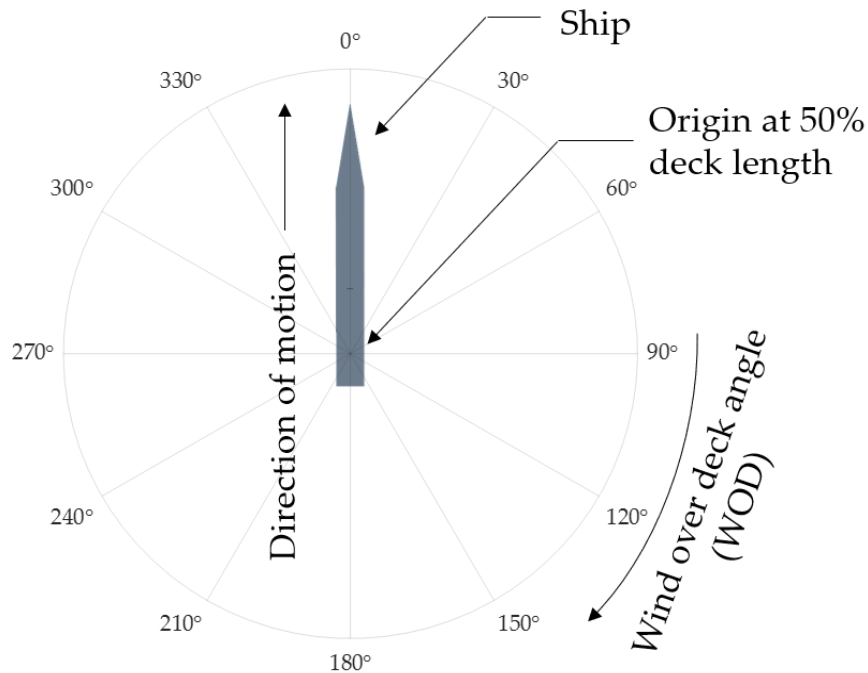 Ship
0°
330°
30°
Origin at 50%
deck length
300°
60°
Direction of motion
270°
90°
Wind over deck angle
(WOD)
240°
120°
210°
150°
180°